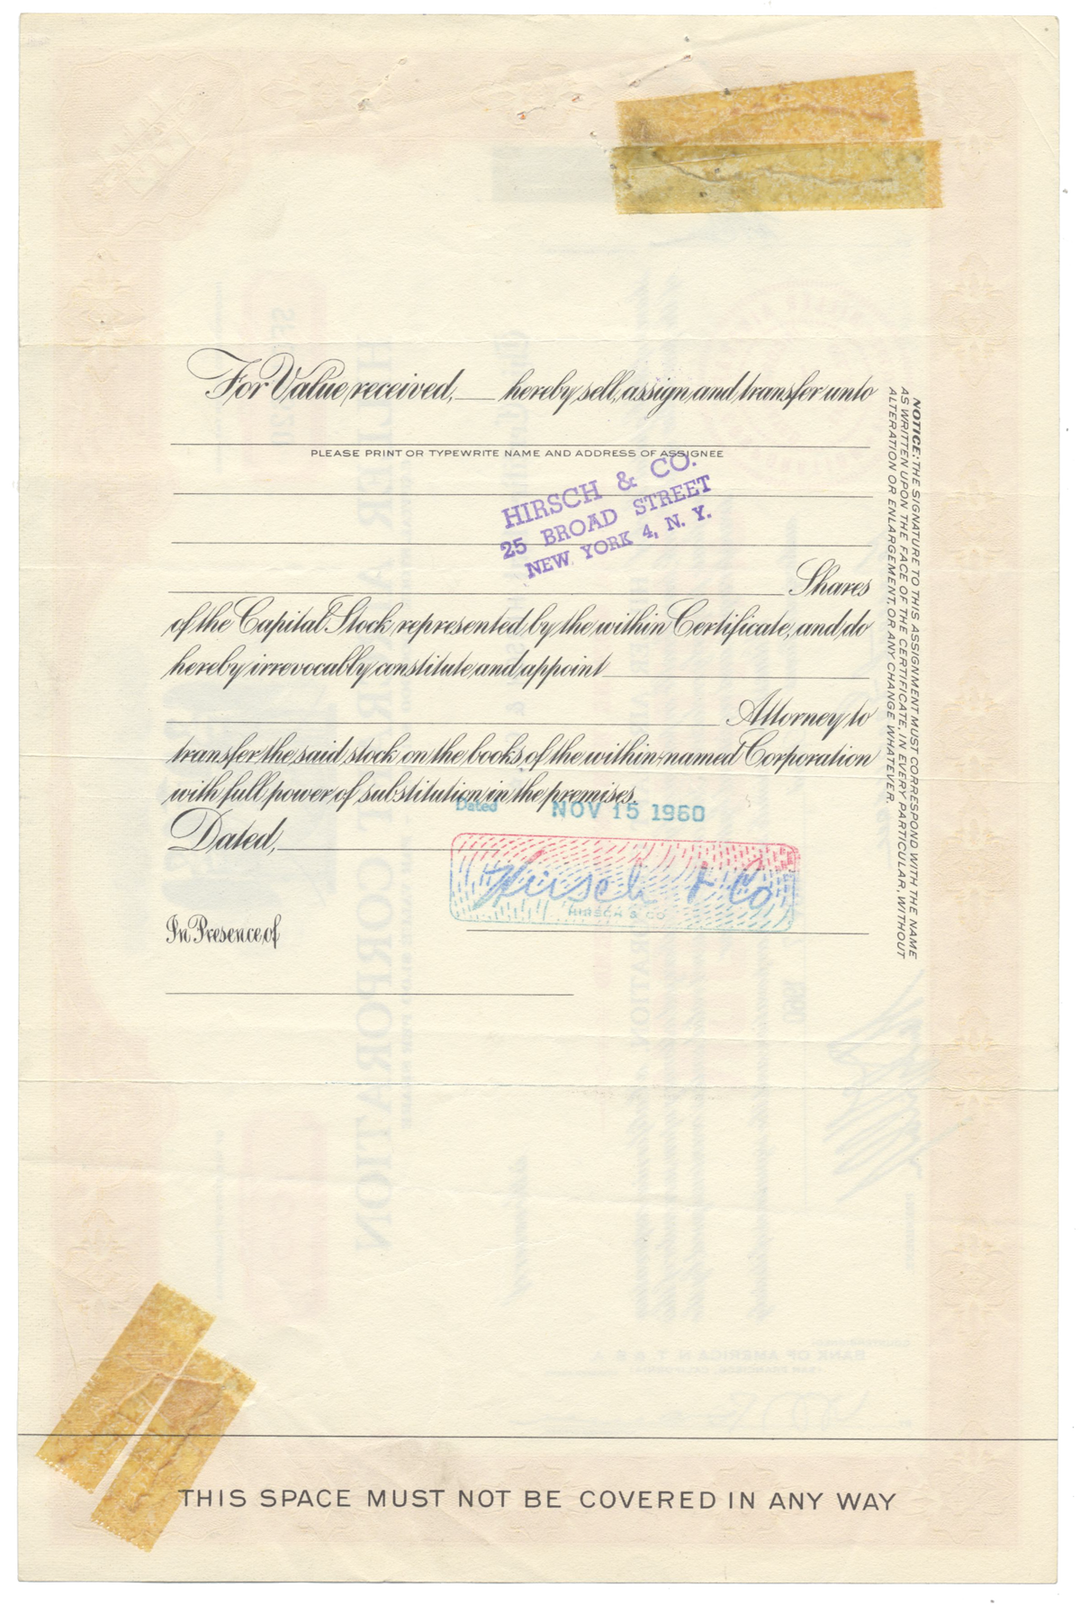 For Value received, ___ hereby sell, assign and transfer unto
PLEASE PRINT OR TYPEWRITE NAME AND ADDRESS OF ASSIGNEE
HIRSCH & CO.
25 BROAD STREET
NEW YORK 4, N. Y.
Shares
of the Capital Stock represented by the within Certificate, and do
hereby irrevocably constitute and appoint
Attorney to
transfer the said stock on the books of the within-named Corporation
with full power of substitution in the premises.
Dated NOV 15 1960
Dated,
Hirsch & Co
HIRSCH & CO
In Presence of
NOTICE: THE SIGNATURE TO THIS ASSIGNMENT MUST CORRESPOND WITH THE NAME
AS WRITTEN UPON THE FACE OF THE CERTIFICATE, IN EVERY PARTICULAR, WITHOUT
ALTERATION OR ENLARGEMENT, OR ANY CHANGE WHATEVER.
THIS SPACE MUST NOT BE COVERED IN ANY WAY